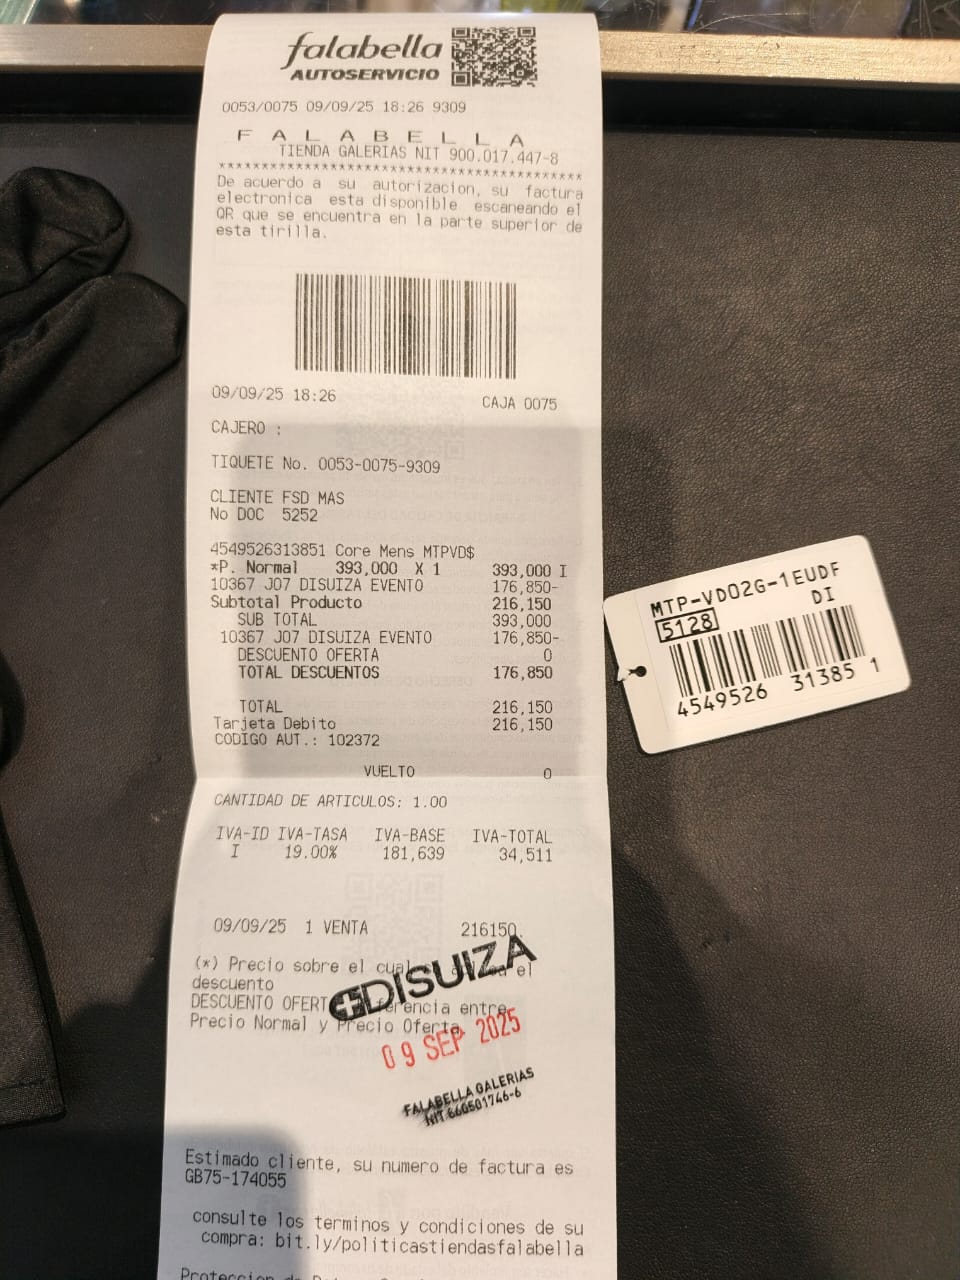 falabella
AUTOSERVICIO
0053/0075 09/09/25 18:26 9309
F A L A B E L L A
TIENDA GALERIAS NIT 900.017.447-8
******************************************
De acuerdo a su autorizacion, su factura
electronica esta disponible escaneando el
QR que se encuentra en la parte superior de
esta tirilla.
09/09/25 18:26 CAJA 0075
CAJERO :
TIQUETE No. 0053-0075-9309
CLIENTE FSD MAS
No DOC 5252
4549526313851 Core Mens MTPVD$
*P. Normal 393,000 X 1 393,000 I
10367 J07 DISUIZA EVENTO 176,850-
Subtotal Producto 216,150
SUB TOTAL 393,000
10367 J07 DISUIZA EVENTO 176,850-
DESCUENTO OFERTA 0
TOTAL DESCUENTOS 176,850
TOTAL 216,150
Tarjeta Debito 216,150
CODIGO AUT.: 102372
VUELTO 0
CANTIDAD DE ARTICULOS: 1.00
IVA-ID IVA-TASA IVA-BASE IVA-TOTAL
I 19.00% 181,639 34,511
09/09/25 1 VENTA 216150.
(*) Precio sobre el cual el
descuento
DESCUENTO OFERT entre
Precio Normal y Precio Oferta
DISUIZA
09 SEP 2025
FALABELLA GALERIAS
NIT
Estimado cliente, su numero de factura es
GB75-174055
consulte los terminos y condiciones de su
compra: bit.ly/politicastiendasfalabella
MTP-VD02G-1EUDF
5128 DI
4549526 31385 1